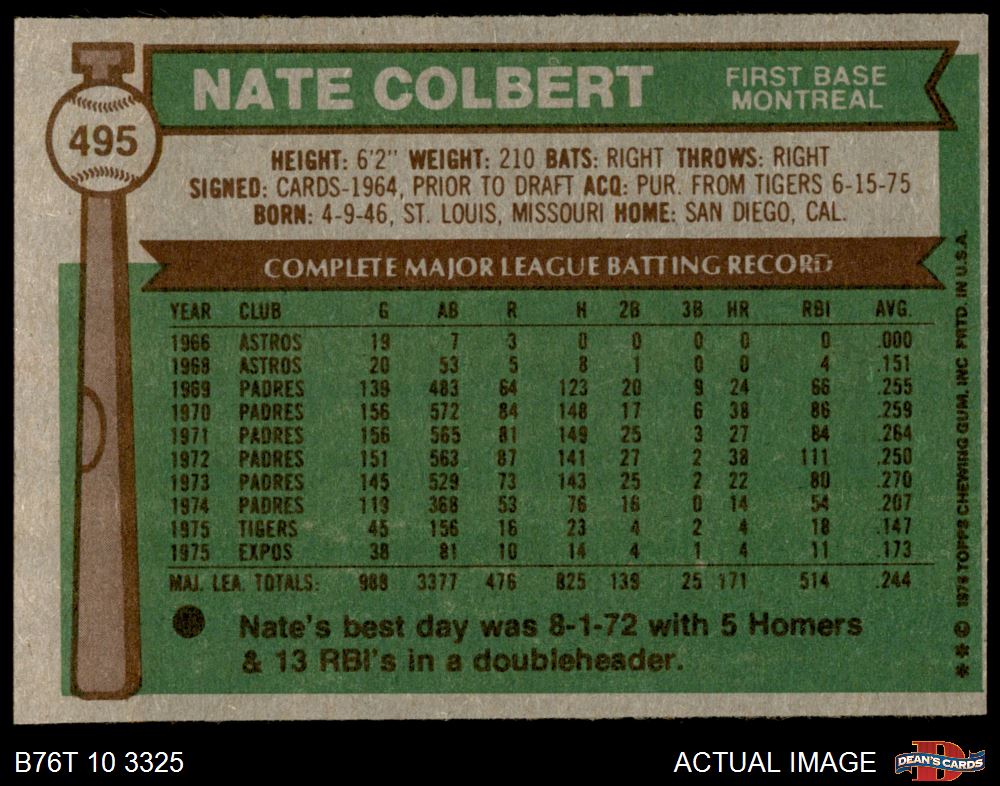 NATE COLBERT
FIRST BASE
MONTREAL
495
HEIGHT: 6'2" WEIGHT: 210 BATS: RIGHT THROWS: RIGHT
SIGNED: CARDS-1964, PRIOR TO DRAFT ACQ: PUR. FROM TIGERS 6-15-75
BORN: 4-9-46, ST. LOUIS, MISSOURI HOME: SAN DIEGO, CAL.
COMPLETE MAJOR LEAGUE BATTING RECORD
YEAR CLUB G AB R H 2B 3B HR RBI AVG.
1966 ASTROS 19 7 3 0 0 0 0 0 .000
1968 ASTROS 20 53 5 8 1 0 0 4 .151
1969 PADRES 139 483 64 123 20 9 24 66 .255
1970 PADRES 156 572 84 148 17 6 38 86 .259
1971 PADRES 156 565 81 149 25 3 27 84 .264
1972 PADRES 151 563 87 141 27 2 38 111 .250
1973 PADRES 145 529 73 143 25 2 22 80 .270
1974 PADRES 119 368 53 76 16 0 14 54 .207
1975 TIGERS 45 156 16 23 4 2 4 18 .147
1975 EXPOS 38 81 10 14 4 1 4 11 .173
MAJ. LEA. TOTALS: 988 3377 476 825 139 25 171 514 .244
Nate's best day was 8-1-72 with 5 Homers
& 13 RBI's in a doubleheader.
** © 1976 TOPPS CHEWING GUM, INC PRTD. IN U.S.A.
B76T 10 3325
ACTUAL IMAGE
D
DEAN'S CARDS